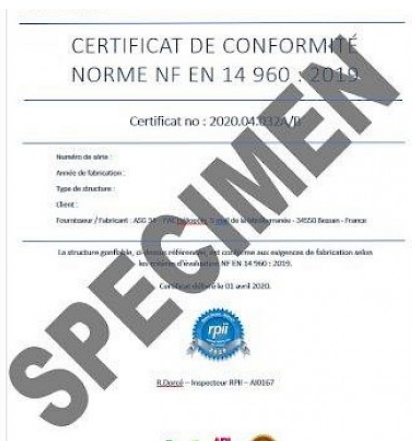 CERTIFICAT DE CONFORMITÉ
NORME NF EN 14 960 : 2019
Certificat no : 2020.04.032A/B
Numéro de série :
Année de fabrication :
Type de structure :
Client :
Fournisseur / Fabricant : ASG 34 - 34550 Bessan - France
La structure gonflable, ci-dessus référencée, est conforme aux exigences de fabrication selon
les critères d'évaluation NF EN 14 960 : 2019.
Certificat délivré le 01 avril 2020.
rpii
R.Dorcé – Inspecteur RPII – AI0167
SPECIMEN